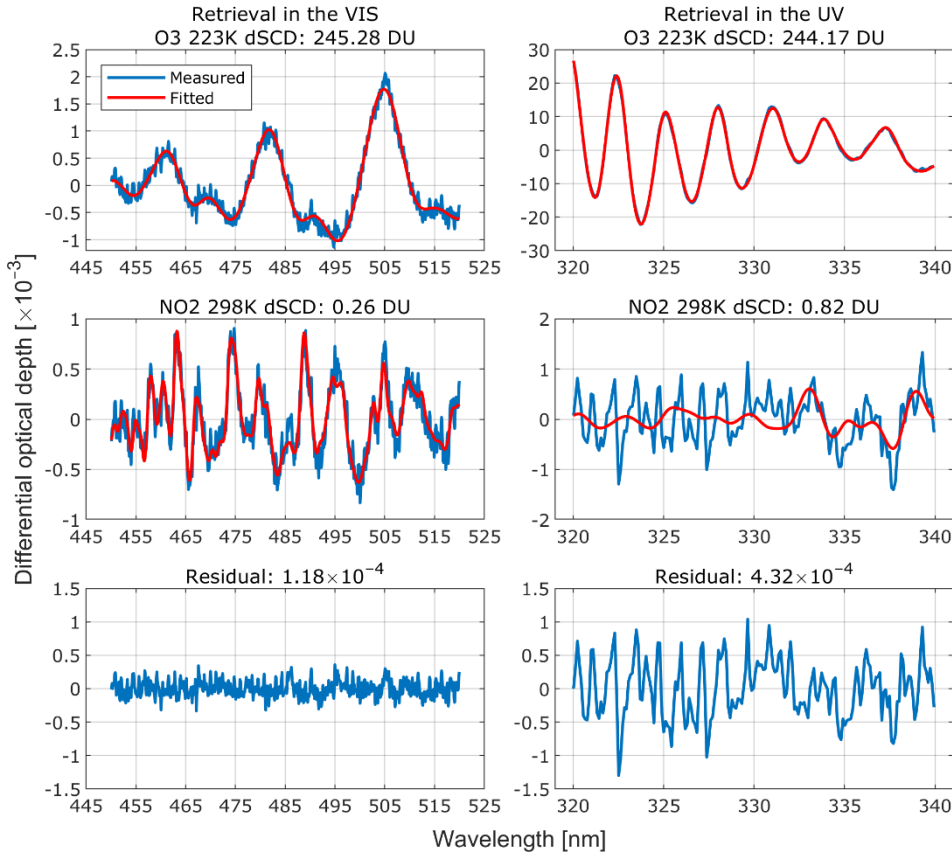 Retrieval in the VIS
O3 223K dSCD: 245.28 DU
2.5
2
1.5
1
0.5
0
-0.5
-1
445 455 465 475 485 495 505 515 525
Measured
Fitted
Retrieval in the UV
O3 223K dSCD: 244.17 DU
30
20
10
0
-10
-20
-30
320 325 330 335 340
NO2 298K dSCD: 0.26 DU
1
0.5
0
-0.5
-1
445 455 465 475 485 495 505 515 525
NO2 298K dSCD: 0.82 DU
2
1
0
-1
-2
320 325 330 335 340
Residual: 1.18×10⁻⁴
1.5
1
0.5
0
-0.5
-1
-1.5
445 455 465 475 485 495 505 515 525
Residual: 4.32×10⁻⁴
1.5
1
0.5
0
-0.5
-1
-1.5
320 325 330 335 340
Differential optical depth [×10⁻³]
Wavelength [nm]